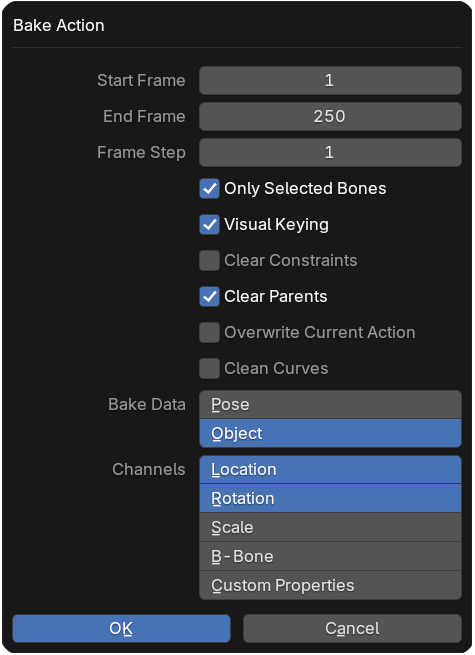 Bake Action
Start Frame 1
End Frame 250
Frame Step 1
Only Selected Bones
Visual Keying
Clear Constraints
Clear Parents
Overwrite Current Action
Clean Curves
Bake Data Pose
Object
Channels Location
Rotation
Scale
B-Bone
Custom Properties
OK Cancel